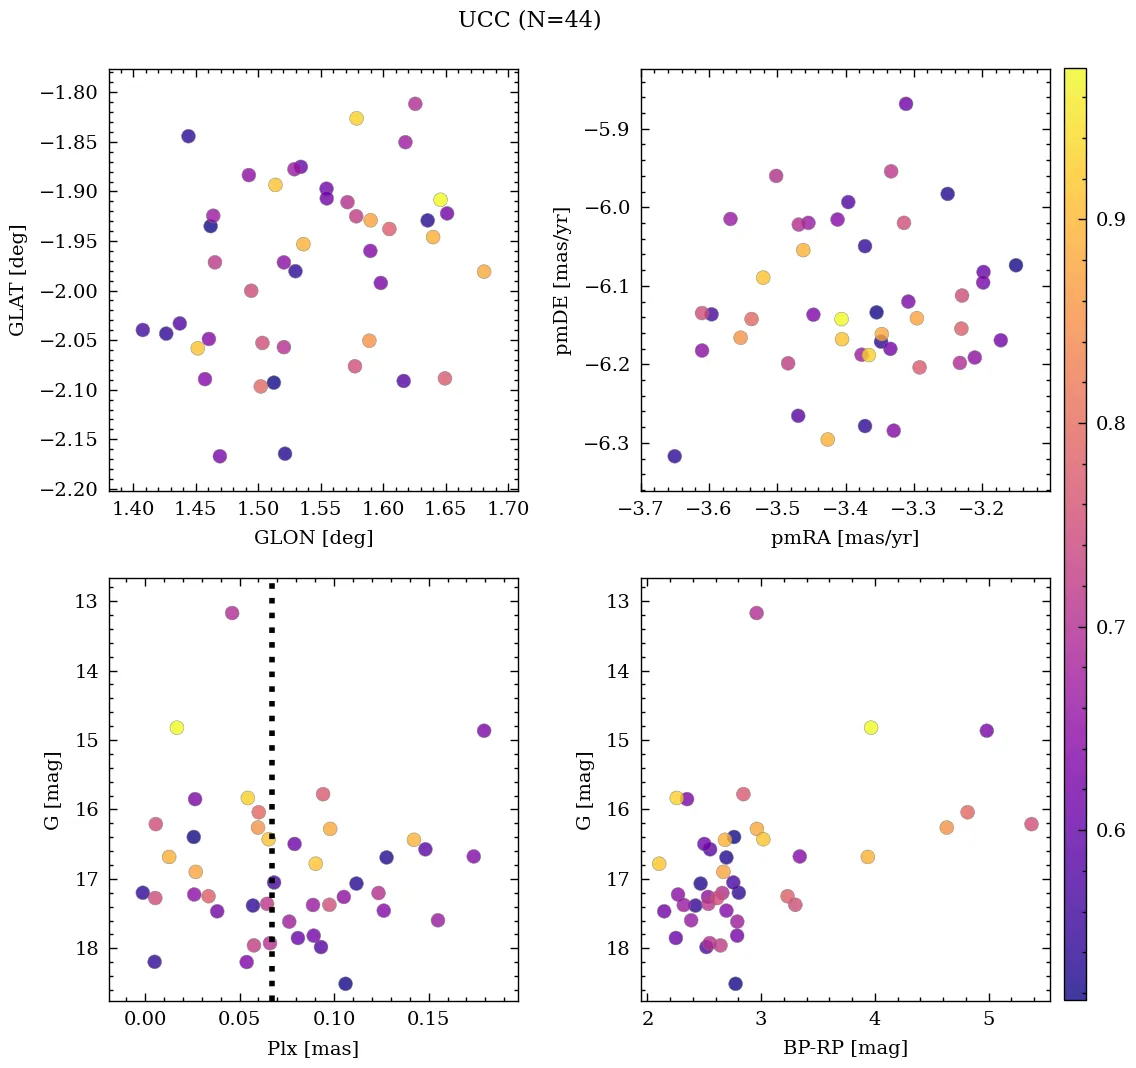 UCC (N=44)
−1.80
−1.85
−1.90
−1.95
−2.00
−2.05
−2.10
−2.15
−2.20
GLAT [deg]
1.40 1.45 1.50 1.55 1.60 1.65 1.70
GLON [deg]
−5.9
−6.0
−6.1
−6.2
−6.3
pmDE [mas/yr]
−3.7 −3.6 −3.5 −3.4 −3.3 −3.2
pmRA [mas/yr]
13
14
15
16
17
18
G [mag]
0.00 0.05 0.10 0.15
Plx [mas]
13
14
15
16
17
18
G [mag]
2 3 4 5
BP-RP [mag]
0.9
0.8
0.7
0.6